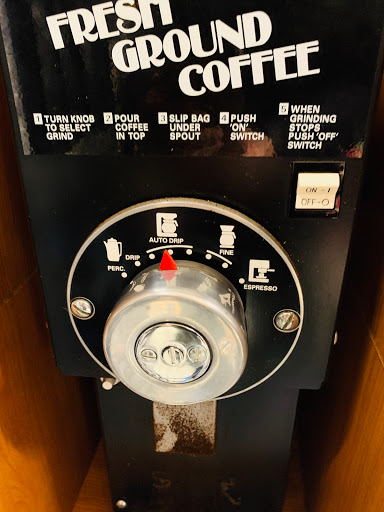 FRESH
GROUND
COFFEE
1 TURN KNOB
TO SELECT
GRIND
2 POUR
COFFEE
IN TOP
3 SLIP BAG
UNDER
SPOUT
4 PUSH
'ON'
SWITCH
5 WHEN
GRINDING
STOPS
PUSH 'OFF'
SWITCH
ON - I
OFF - O
PERC.
DRIP
AUTO DRIP
FINE
ESPRESSO